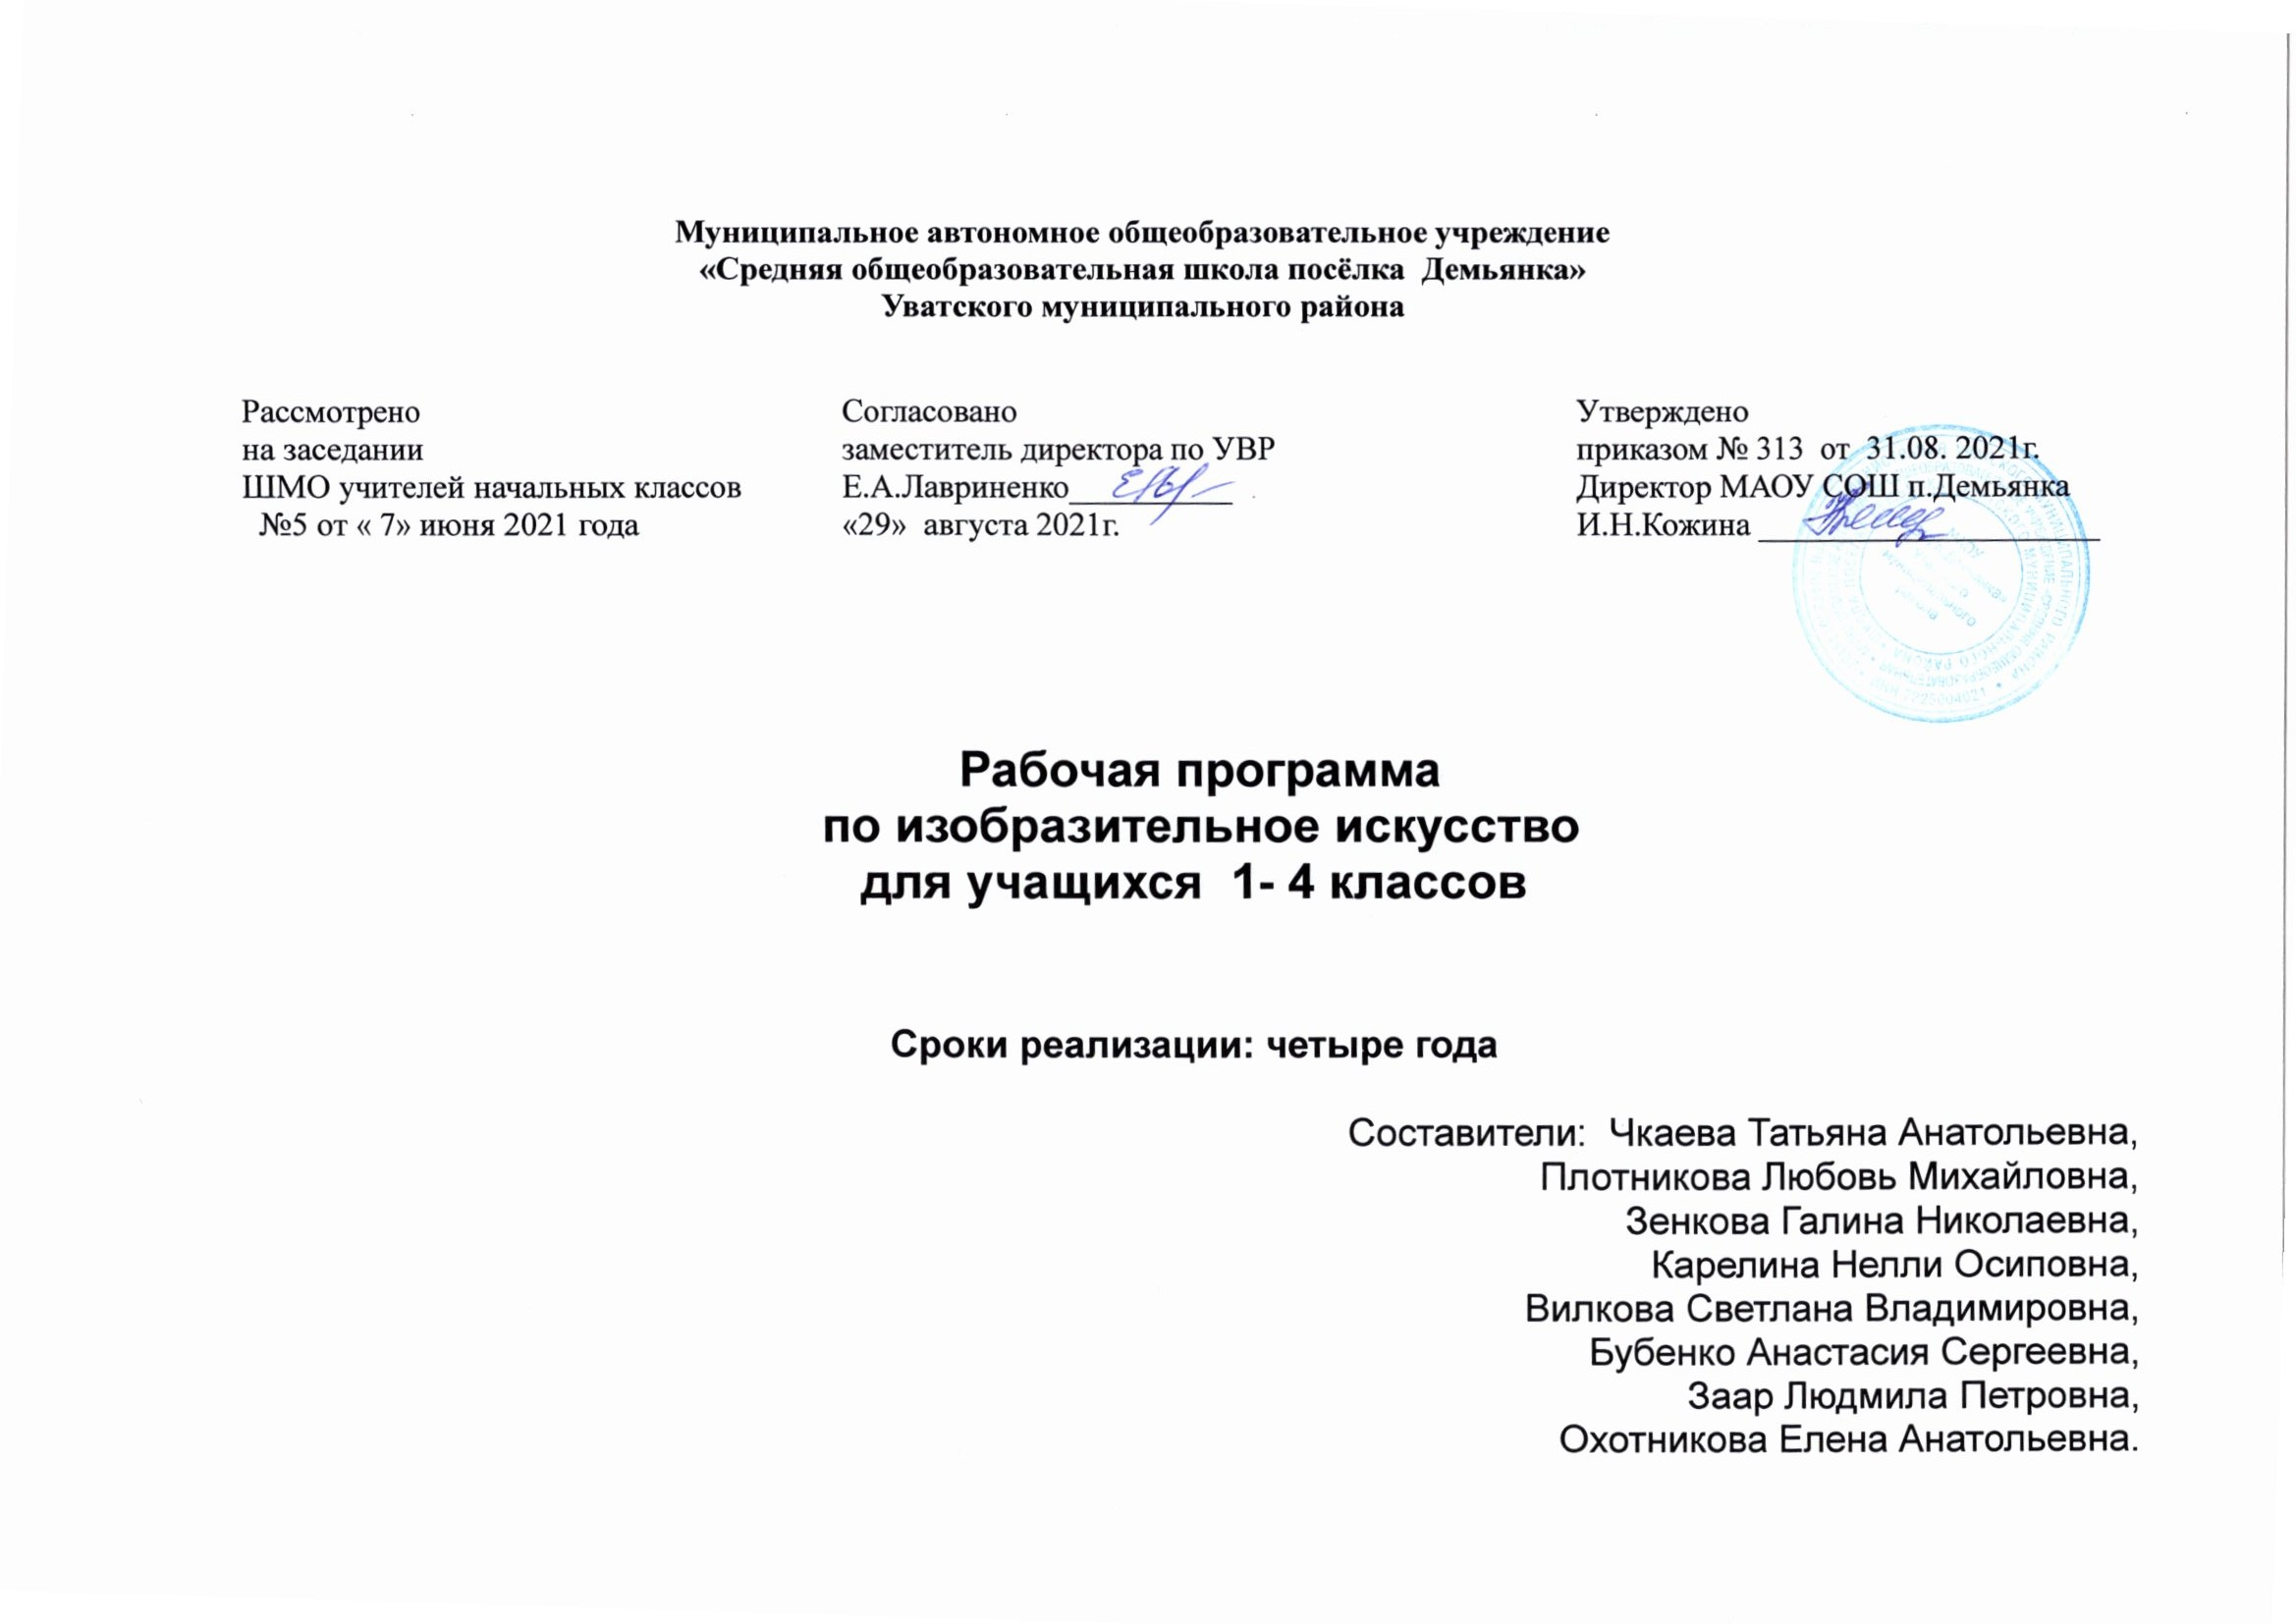 Муниципальное автономное общеобразовательное учреждение
«Средняя общеобразовательная школа посёлка Демьянка»
Уватского муниципального района
Рассмотрено
на заседании
ШМО учителей начальных классов
№5 от « 7» июня 2021 года
Согласовано
заместитель директора по УВР
Е.А.Лавриненко
«29» августа 2021г.
Утверждено
приказом № 313 от 31.08. 2021г.
Директор МАОУ СОШ п.Демьянка
И.Н.Кожина
Рабочая программа
по изобразительное искусство
для учащихся 1- 4 классов
Сроки реализации: четыре года
Составители: Чкаева Татьяна Анатольевна,
Плотникова Любовь Михайловна,
Зенкова Галина Николаевна,
Карелина Нелли Осиповна,
Вилкова Светлана Владимировна,
Бубенко Анастасия Сергеевна,
Заар Людмила Петровна,
Охотникова Елена Анатольевна.